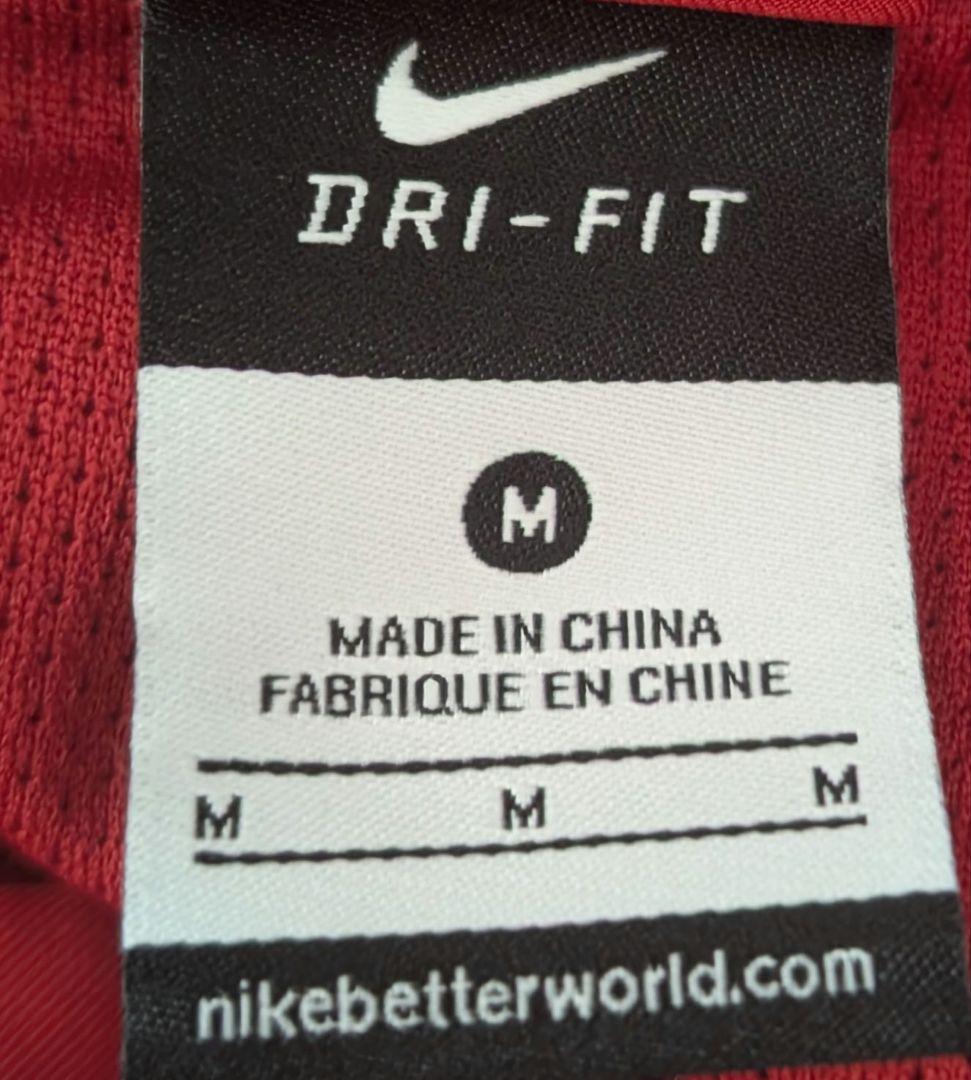 DRI-FIT
M
MADE IN CHINA
FABRIQUE EN CHINE
M M M
nikebetterworld.com